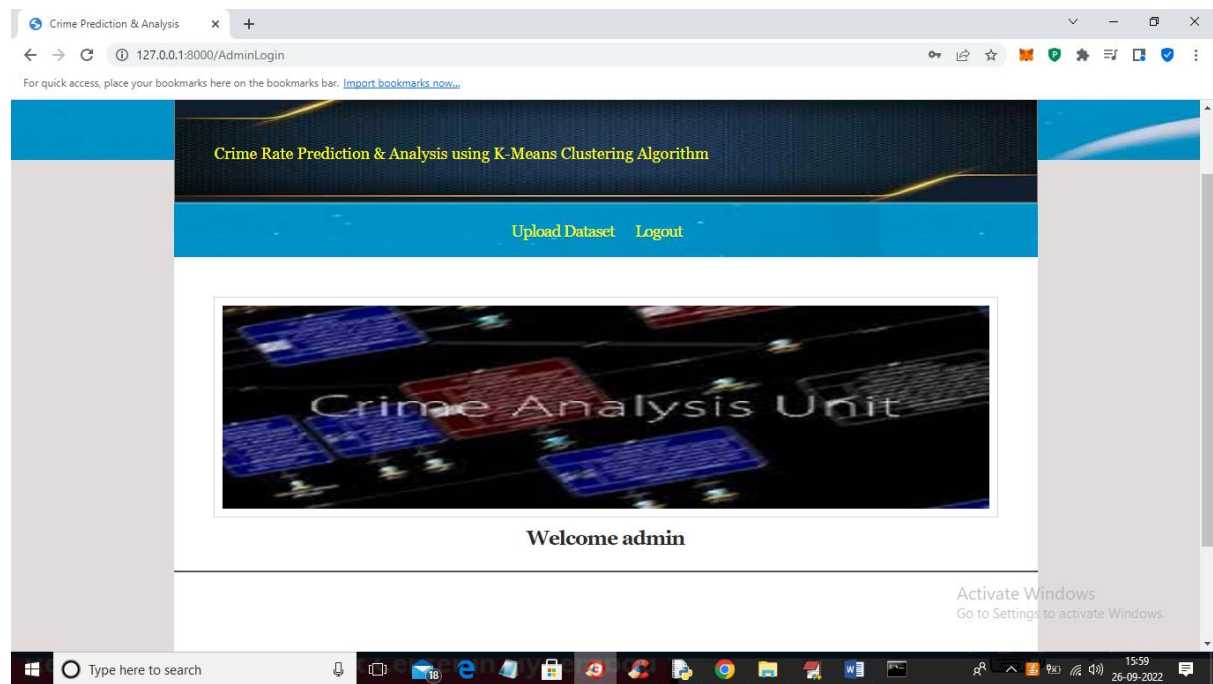 Crime Prediction & Analysis
127.0.0.1:8000/AdminLogin
For quick access, place your bookmarks here on the bookmarks bar. Import bookmarks now...
Crime Rate Prediction & Analysis using K-Means Clustering Algorithm
Upload Dataset Logout
Crime Analysis Unit
Welcome admin
Activate Windows
Go to Settings to activate Windows.
Type here to search
18
15:59
26-09-2022